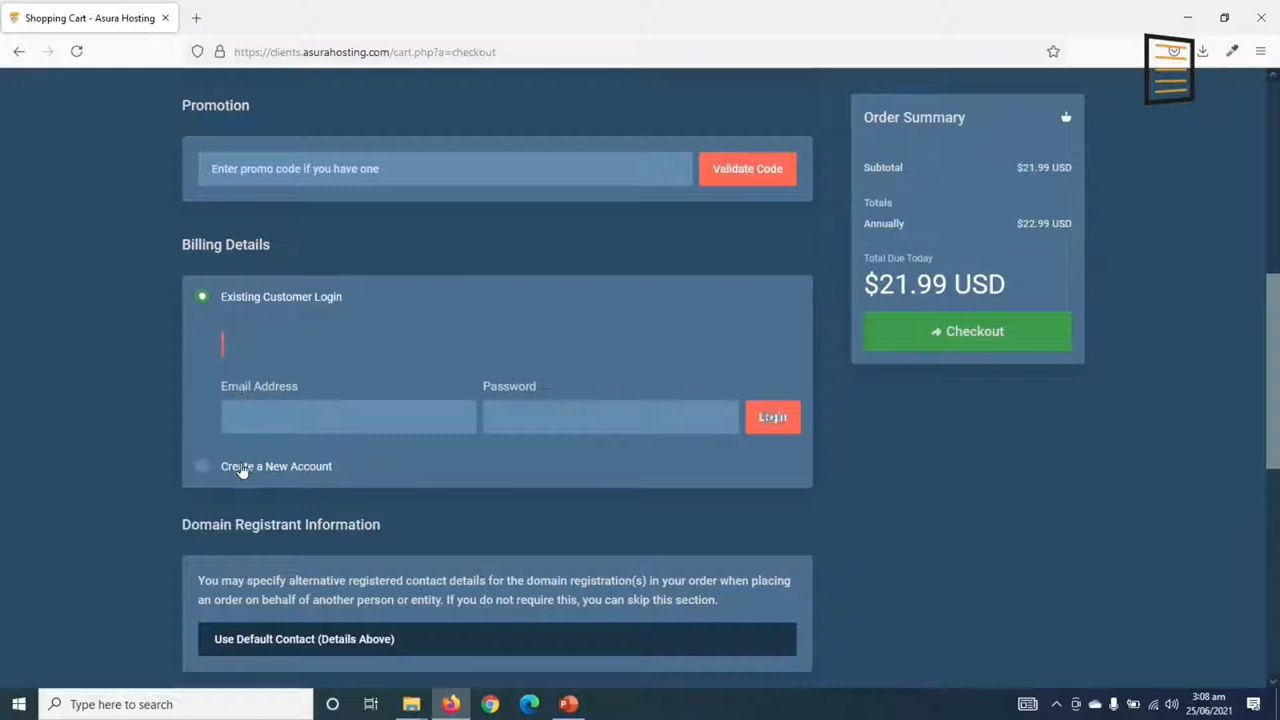 Shopping Cart - Asura Hosting
https://clients.asurahosting.com/cart.php?a=checkout
Promotion
Enter promo code if you have one
Validate Code
Billing Details
Existing Customer Login
Email Address
Password
Login
Create a New Account
Domain Registrant Information
You may specify alternative registered contact details for the domain registration(s) in your order when placing
an order on behalf of another person or entity. If you do not require this, you can skip this section.
Use Default Contact (Details Above)
Order Summary
Subtotal $21.99 USD
Totals
Annually $22.99 USD
Total Due Today
$21.99 USD
Checkout
Type here to search
3:08 am
25/06/2021